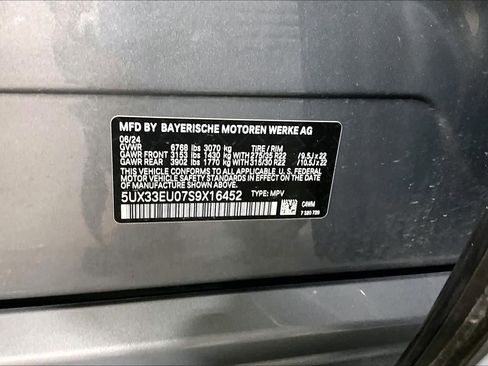 MFD BY BAYERISCHE MOTOREN WERKE AG
06/24
GVWR 6768 lbs 3070 kg TIRE / RIM
GAWR FRONT 3153 lbs 1430 kg WITH 275/35 R22 /9,5J x 22
GAWR REAR 3902 lbs 1770 kg WITH 315/30 R22 /10,5J x 22
THIS VEHICLE CONFORMS TO ALL APPLICABLE U. S. FEDERAL
MOTOR VEHICLE SAFETY STANDARDS IN EFFECT ON THE
DATE OF MANUFACTURE SHOWN ABOVE.
5UX33EU07S9X16452 TYPE: MPV